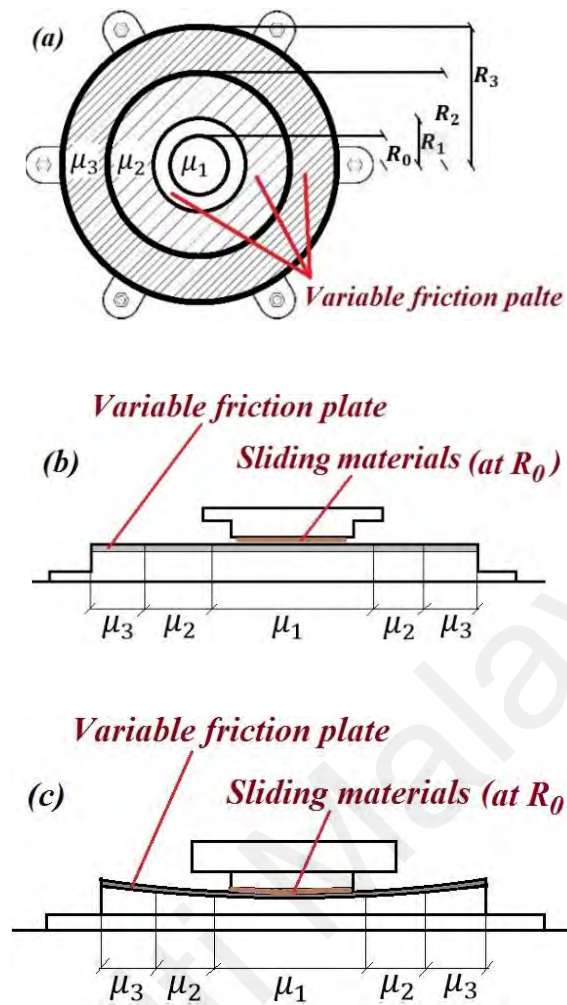 (a)
R₃
R₂
R₁
R₀
μ₃ μ₂ μ₁
Variable friction palte
Variable friction plate
(b)
Sliding materials (at R₀)
μ₃ μ₂ μ₁ μ₂ μ₃
Variable friction plate
(c)
Sliding materials (at R₀
μ₃ μ₂ μ₁ μ₂ μ₃